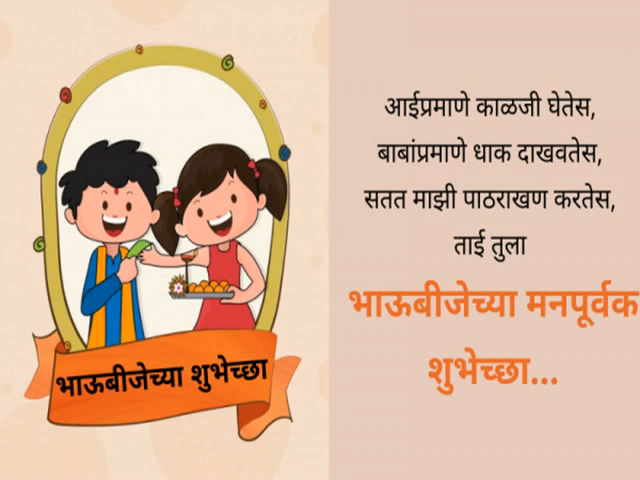 भाऊबीजेच्या शुभेच्छा
आईप्रमाणे काळजी घेतेस,
बाबांप्रमाणे धाक दाखवतेस,
सतत माझी पाठराखण करतेस,
ताई तुला
भाऊबीजेच्या मनपूर्वक
शुभेच्छा...